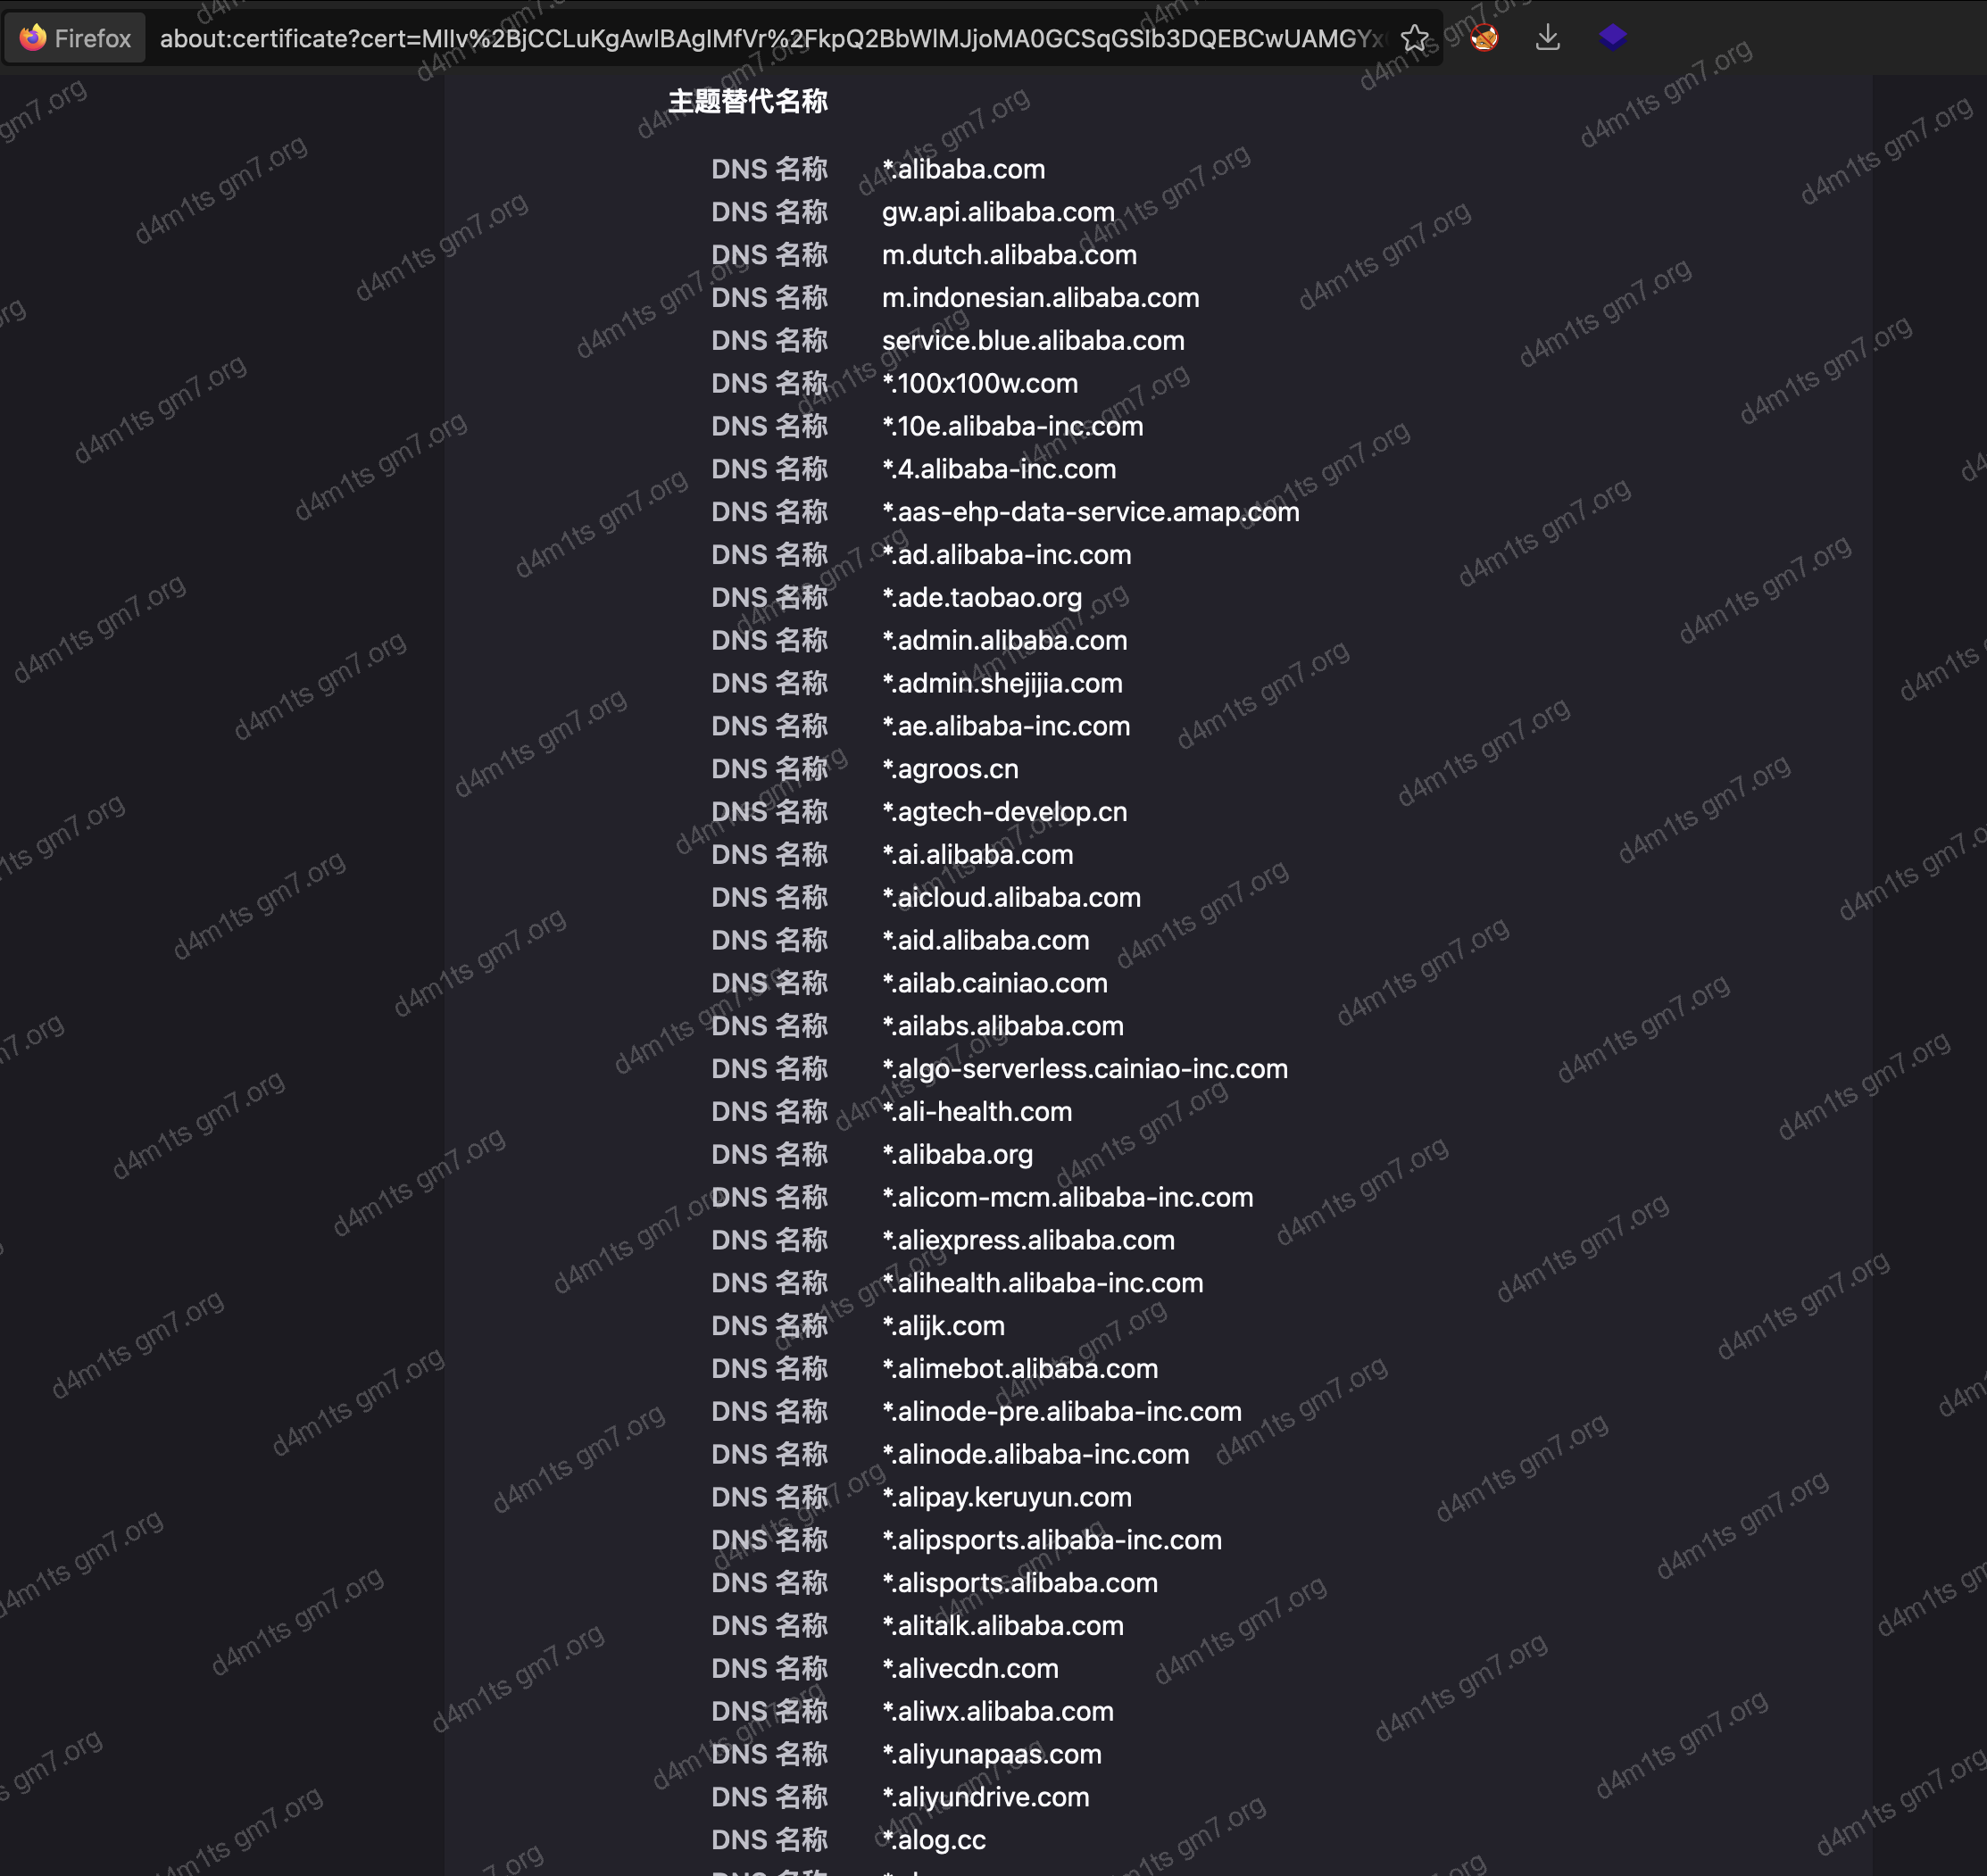 Firefox about:certificate?cert=MIIv%2BjCCLuKgAwIBAgIMfVr%2FkpQ2BbWlMJjoMA0GCSqGSIb3DQEBCwUAMGYx
主题替代名称
DNS 名称 *.alibaba.com
DNS 名称 gw.api.alibaba.com
DNS 名称 m.dutch.alibaba.com
DNS 名称 m.indonesian.alibaba.com
DNS 名称 service.blue.alibaba.com
DNS 名称 *.100x100w.com
DNS 名称 *.10e.alibaba-inc.com
DNS 名称 *.4.alibaba-inc.com
DNS 名称 *.aas-ehp-data-service.amap.com
DNS 名称 *.ad.alibaba-inc.com
DNS 名称 *.ade.taobao.org
DNS 名称 *.admin.alibaba.com
DNS 名称 *.admin.shejijia.com
DNS 名称 *.ae.alibaba-inc.com
DNS 名称 *.agroos.cn
DNS 名称 *.agtech-develop.cn
DNS 名称 *.ai.alibaba.com
DNS 名称 *.aicloud.alibaba.com
DNS 名称 *.aid.alibaba.com
DNS 名称 *.ailab.cainiao.com
DNS 名称 *.ailabs.alibaba.com
DNS 名称 *.algo-serverless.cainiao-inc.com
DNS 名称 *.ali-health.com
DNS 名称 *.alibaba.org
DNS 名称 *.alicom-mcm.alibaba-inc.com
DNS 名称 *.aliexpress.alibaba.com
DNS 名称 *.alihealth.alibaba-inc.com
DNS 名称 *.alijk.com
DNS 名称 *.alimebot.alibaba.com
DNS 名称 *.alinode-pre.alibaba-inc.com
DNS 名称 *.alinode.alibaba-inc.com
DNS 名称 *.alipay.keruyun.com
DNS 名称 *.alipsports.alibaba-inc.com
DNS 名称 *.alisports.alibaba.com
DNS 名称 *.alitalk.alibaba.com
DNS 名称 *.alivecdn.com
DNS 名称 *.aliwx.alibaba.com
DNS 名称 *.aliyunapaas.com
DNS 名称 *.aliyundrive.com
DNS 名称 *.alog.cc
d4m1ts gm7.org